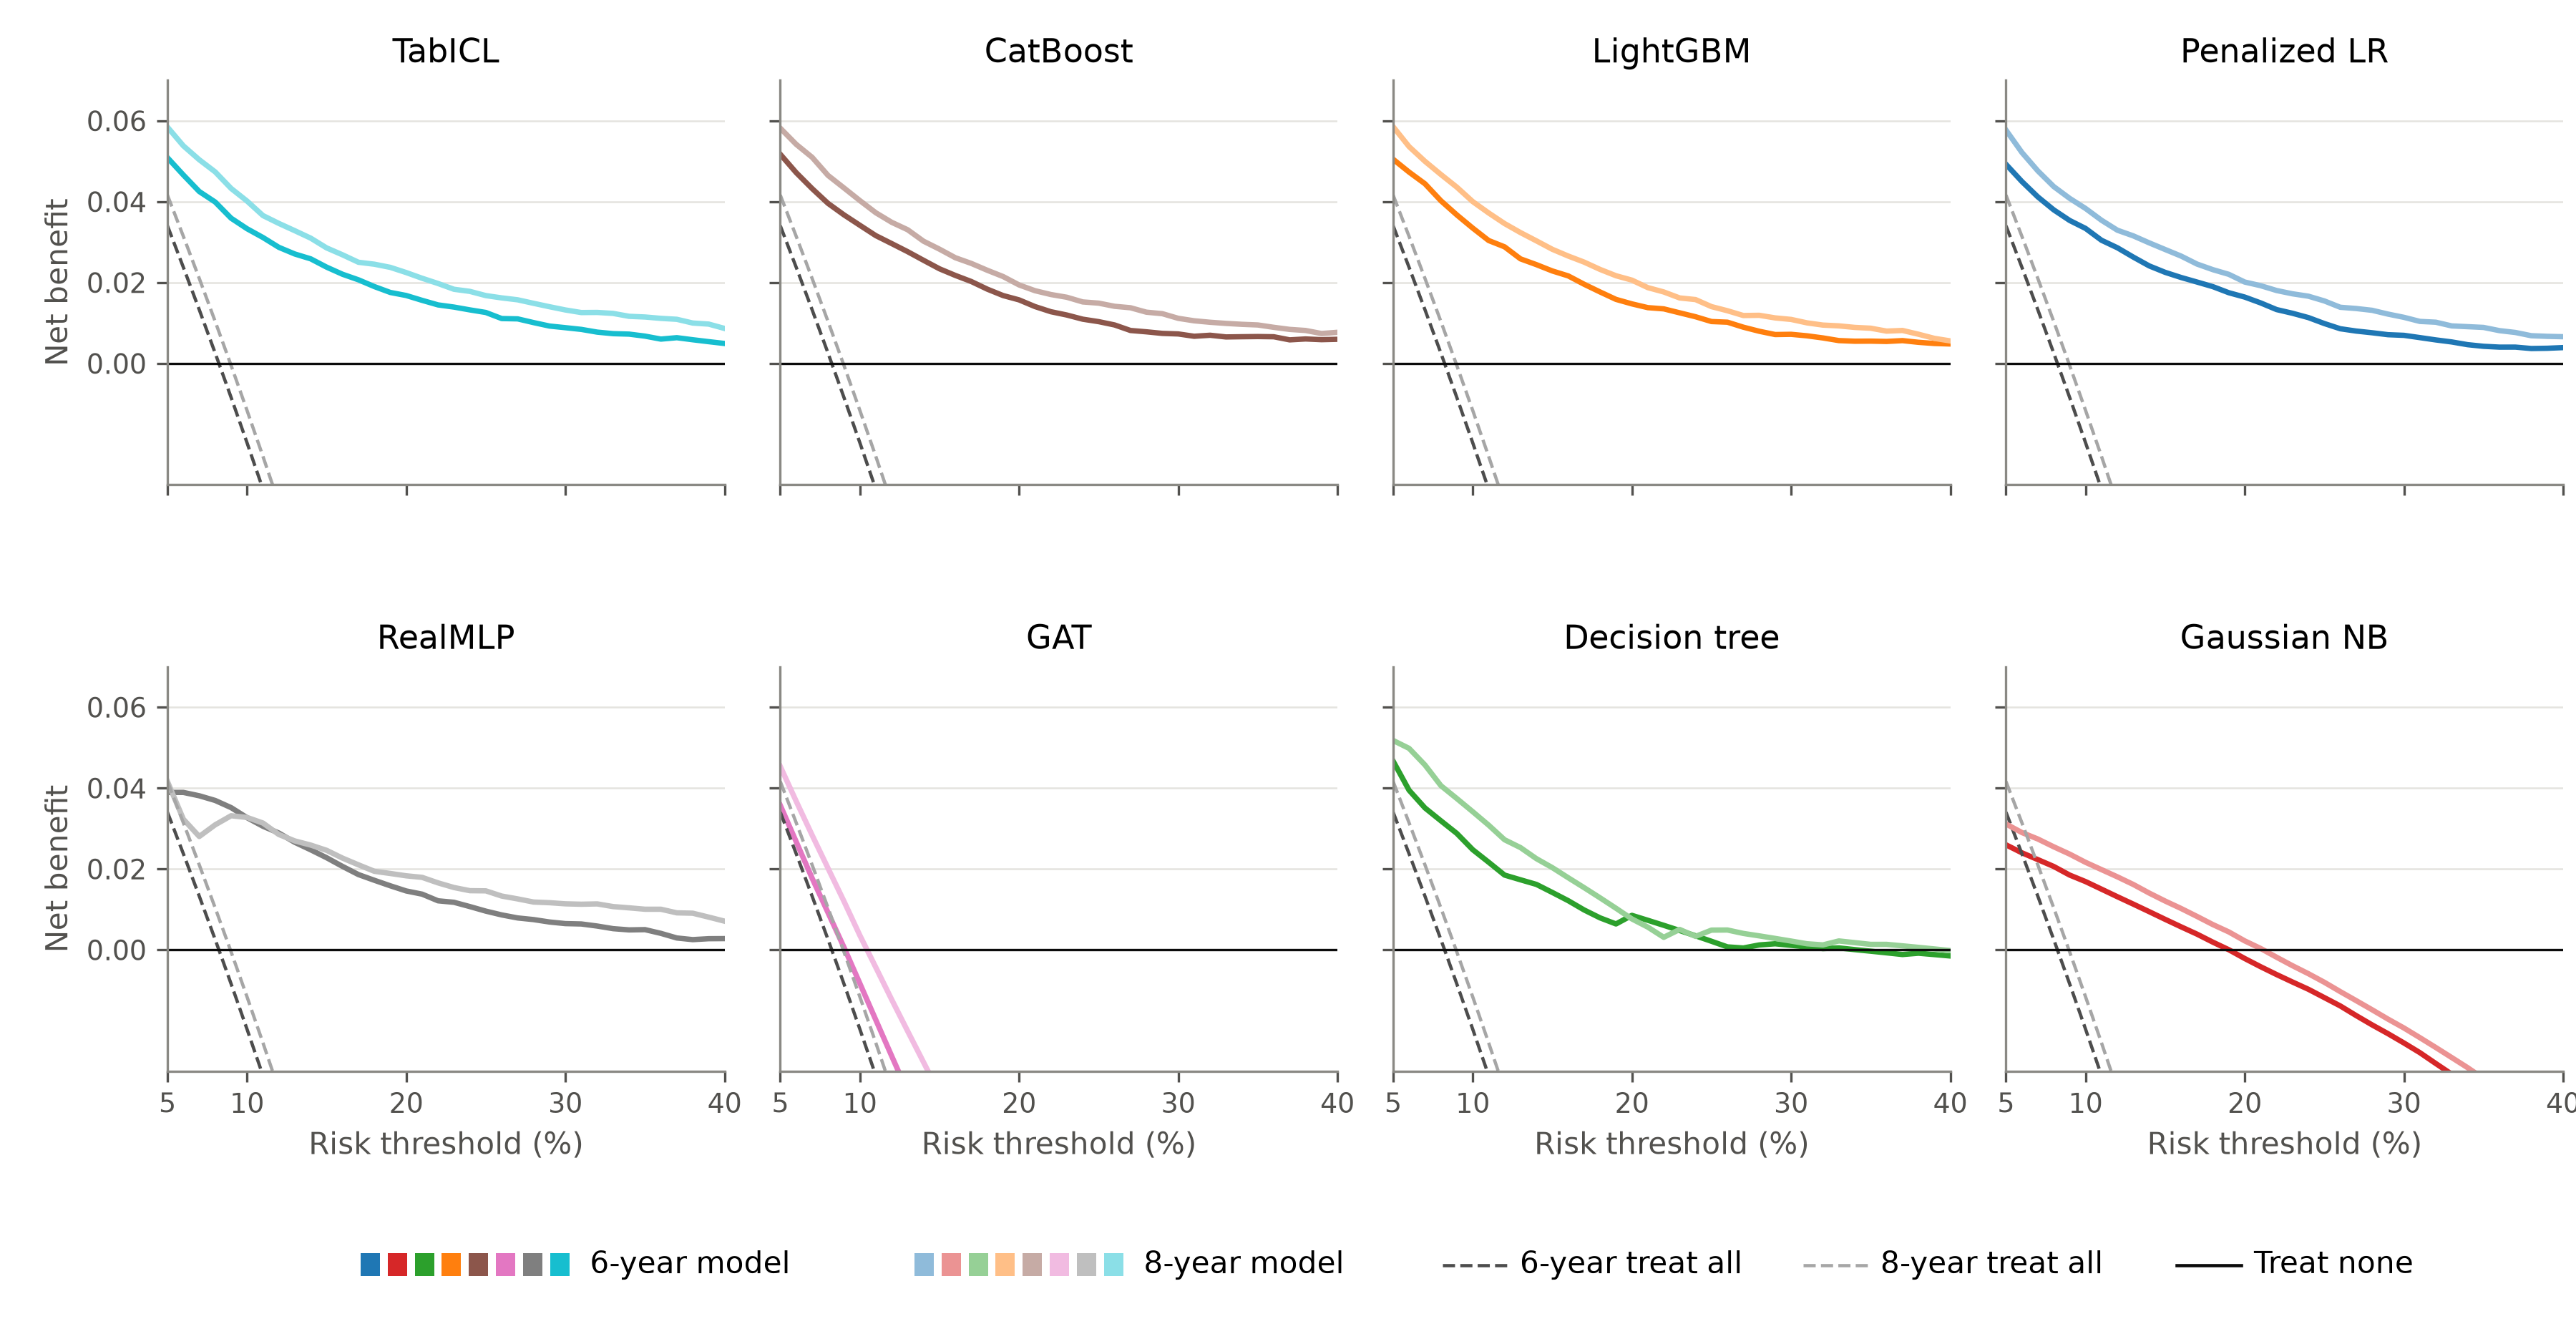 TabICL CatBoost LightGBM Penalized LR
0.06
0.04
0.02
0.00
Net benefit
RealMLP GAT Decision tree Gaussian NB
0.06
0.04
0.02
0.00
Net benefit
5 10 20 30 40 5 10 20 30 40 5 10 20 30 40 5 10 20 30 40
Risk threshold (%) Risk threshold (%) Risk threshold (%) Risk threshold (%)
6-year model 8-year model 6-year treat all 8-year treat all Treat none